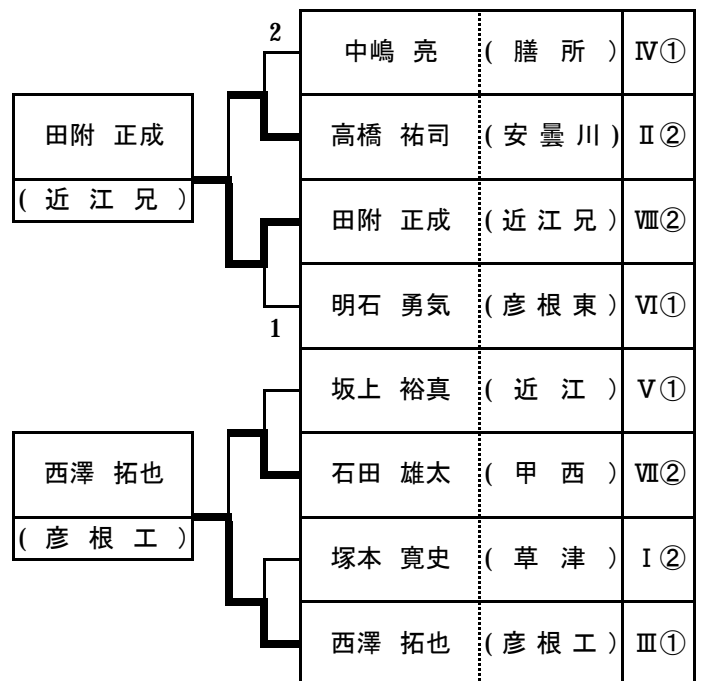 2
中嶋 亮 ( 膳 所 ) Ⅳ①
田附 正成
高橋 祐司 ( 安 曇 川 ) Ⅱ②
( 近 江 兄 )
田附 正成 ( 近 江 兄 ) Ⅷ②
明石 勇気 ( 彦 根 東 ) Ⅵ①
1
坂上 裕真 ( 近 江 ) Ⅴ①
西澤 拓也
石田 雄太 ( 甲 西 ) Ⅶ②
( 彦 根 工 )
塚本 寛史 ( 草 津 ) Ⅰ②
西澤 拓也 ( 彦 根 工 ) Ⅲ①